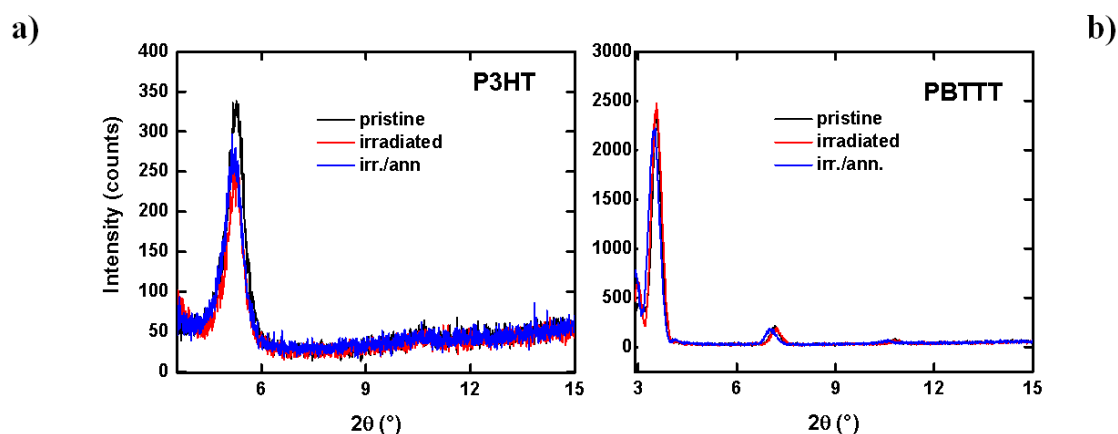 a)
b)
P3HT
pristine
irradiated
irr./ann
Intensity (counts)
400
350
300
250
200
150
100
50
0
6
9
12
15
2θ (°)
PBTTT
pristine
irradiated
irr./ann.
3000
2500
2000
1500
1000
500
0
3
6
9
12
15
2θ (°)